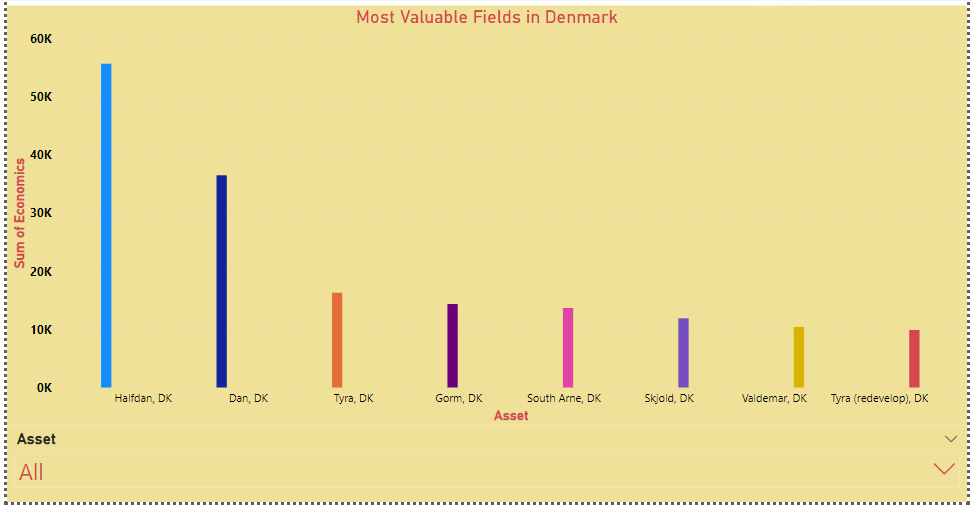 Most Valuable Fields in Denmark
60K
50K
40K
30K
20K
10K
0K
Sum of Economics
Halfdan, DK
Dan, DK
Tyra, DK
Gorm, DK
South Arne, DK
Skjold, DK
Valdemar, DK
Tyra (redevelop), DK
Asset
Asset
All